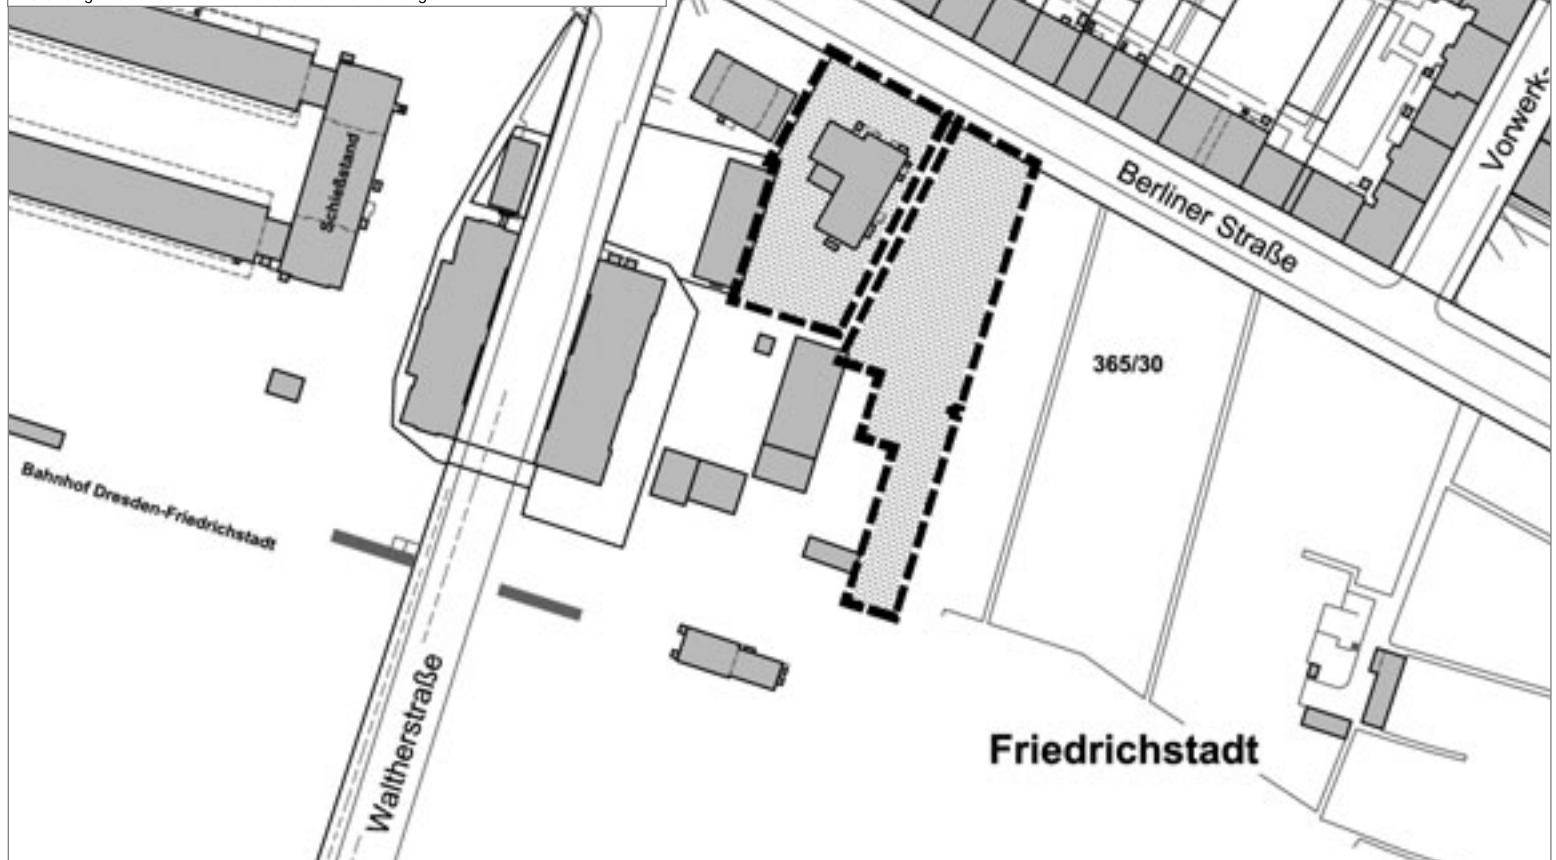 Schießstand
Vorwerk-
Berliner Straße
365/30
Bahnhof Dresden-Friedrichstadt
Waltherstraße
Friedrichstadt